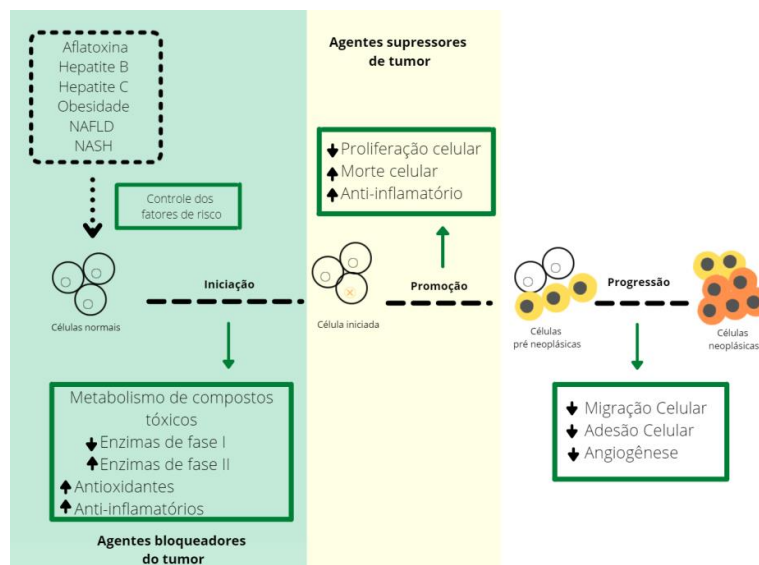 Aflatoxina
Hepatite B
Hepatite C
Obesidade
NAFLD
NASH
Controle dos
fatores de risco
Células normais
Iniciação
Metabolismo de compostos
tóxicos
Enzimas de fase I
Enzimas de fase II
Antioxidantes
Anti-inflamatórios
Agentes bloqueadores
do tumor
Agentes supressores
de tumor
Proliferação celular
Morte celular
Anti-inflamatório
Célula iniciada
Promoção
Células
pré neoplásicas
Progressão
Células
neoplásicas
Migração Celular
Adesão Celular
Angiogênese